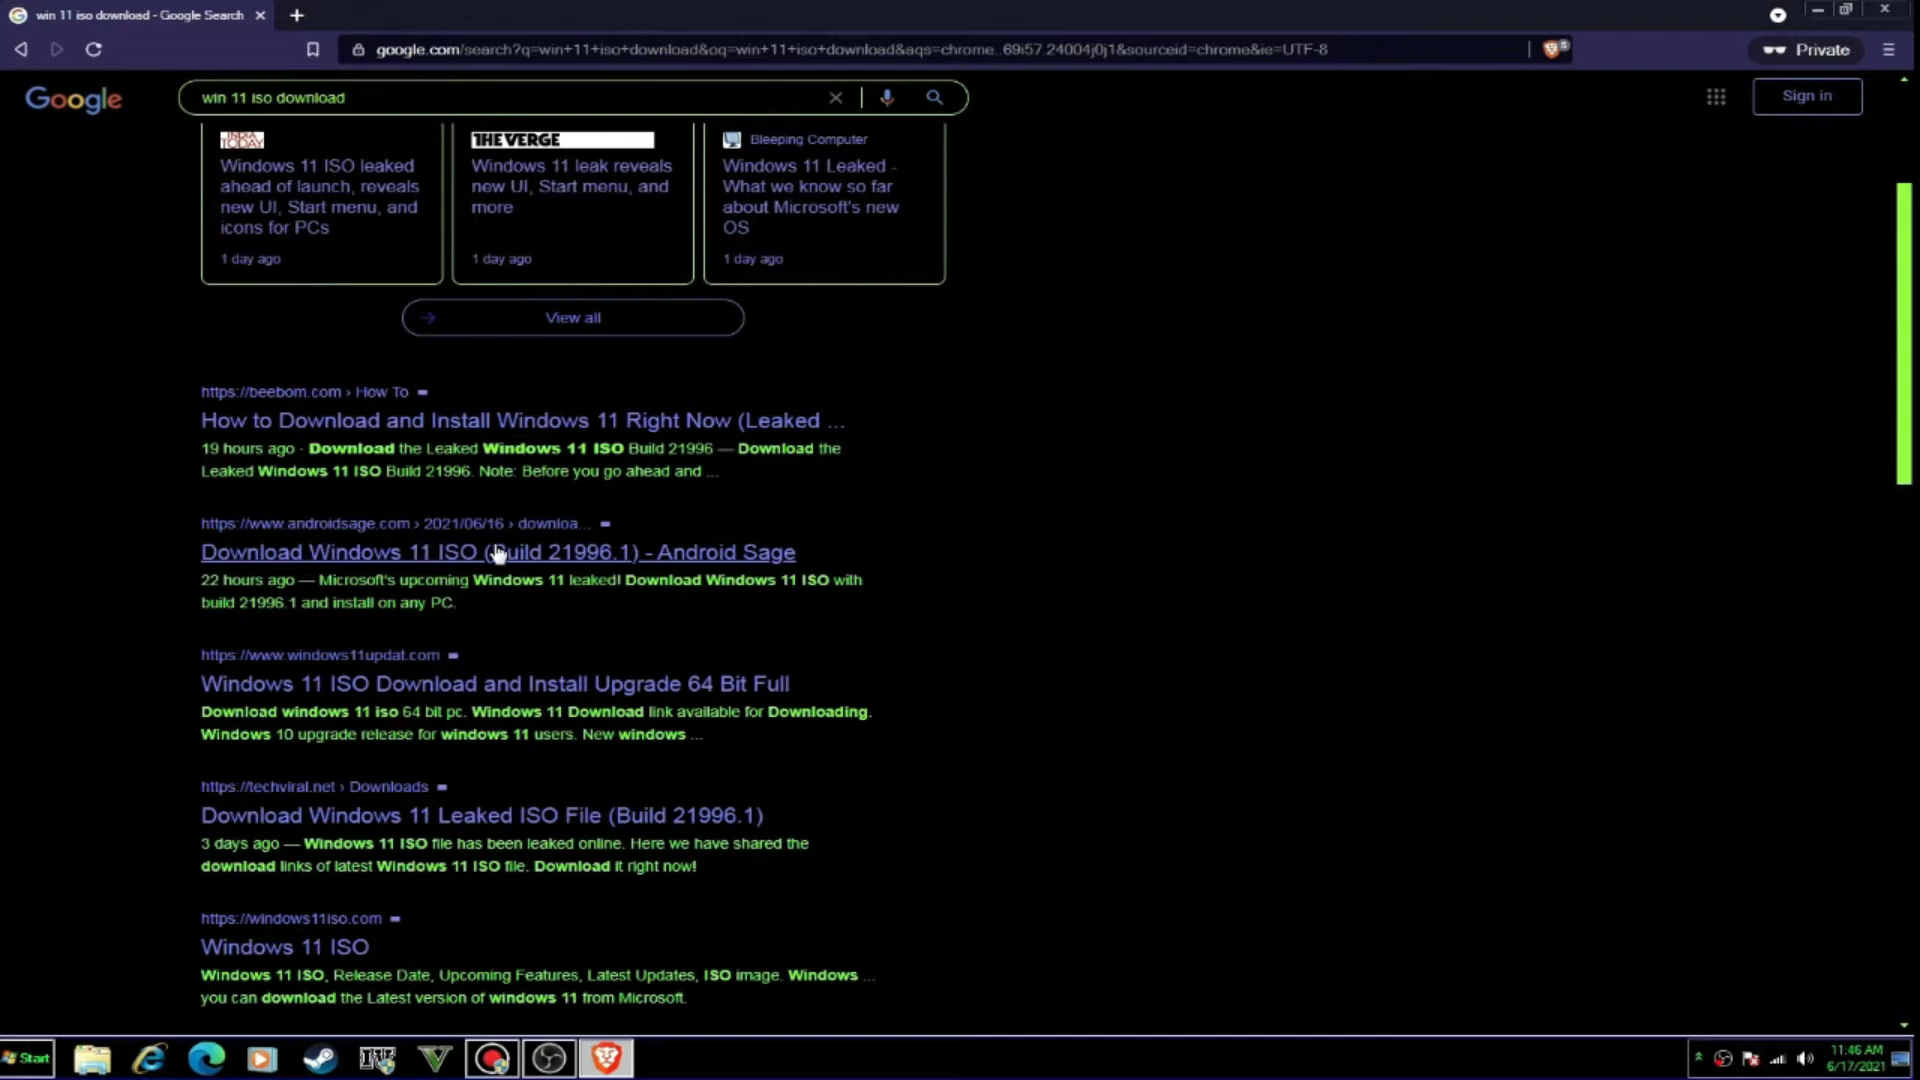 win 11 iso download - Google Search
google.com/search?q=win+11+iso+download&oq=win+11+iso+download&aqs=chrome..69i57.24004j0j1&sourceid=chrome&ie=UTF-8
Private
Google
win 11 iso download
Sign in
INDIA TODAY
Windows 11 ISO leaked
ahead of launch, reveals
new UI, Start menu, and
icons for PCs
1 day ago
THE VERGE
Windows 11 leak reveals
new UI, Start menu, and
more
1 day ago
Bleeping Computer
Windows 11 Leaked -
What we know so far
about Microsoft's new
OS
1 day ago
View all
https://beebom.com › How To
How to Download and Install Windows 11 Right Now (Leaked ...
19 hours ago · Download the Leaked Windows 11 ISO Build 21996 — Download the
Leaked Windows 11 ISO Build 21996. Note: Before you go ahead and ...
https://www.androidsage.com › 2021/06/16 › downloa...
Download Windows 11 ISO (Build 21996.1) - Android Sage
22 hours ago — Microsoft's upcoming Windows 11 leaked! Download Windows 11 ISO with
build 21996.1 and install on any PC.
https://www.windows11updat.com
Windows 11 ISO Download and Install Upgrade 64 Bit Full
Download windows 11 iso 64 bit pc. Windows 11 Download link available for Downloading.
Windows 10 upgrade release for windows 11 users. New windows ...
https://techviral.net › Downloads
Download Windows 11 Leaked ISO File (Build 21996.1)
3 days ago — Windows 11 ISO file has been leaked online. Here we have shared the
download links of latest Windows 11 ISO file. Download it right now!
https://windows11iso.com
Windows 11 ISO
Windows 11 ISO, Release Date, Upcoming Features, Latest Updates, ISO image. Windows ...
you can download the Latest version of windows 11 from Microsoft.
Start
11:46 AM
6/17/2021